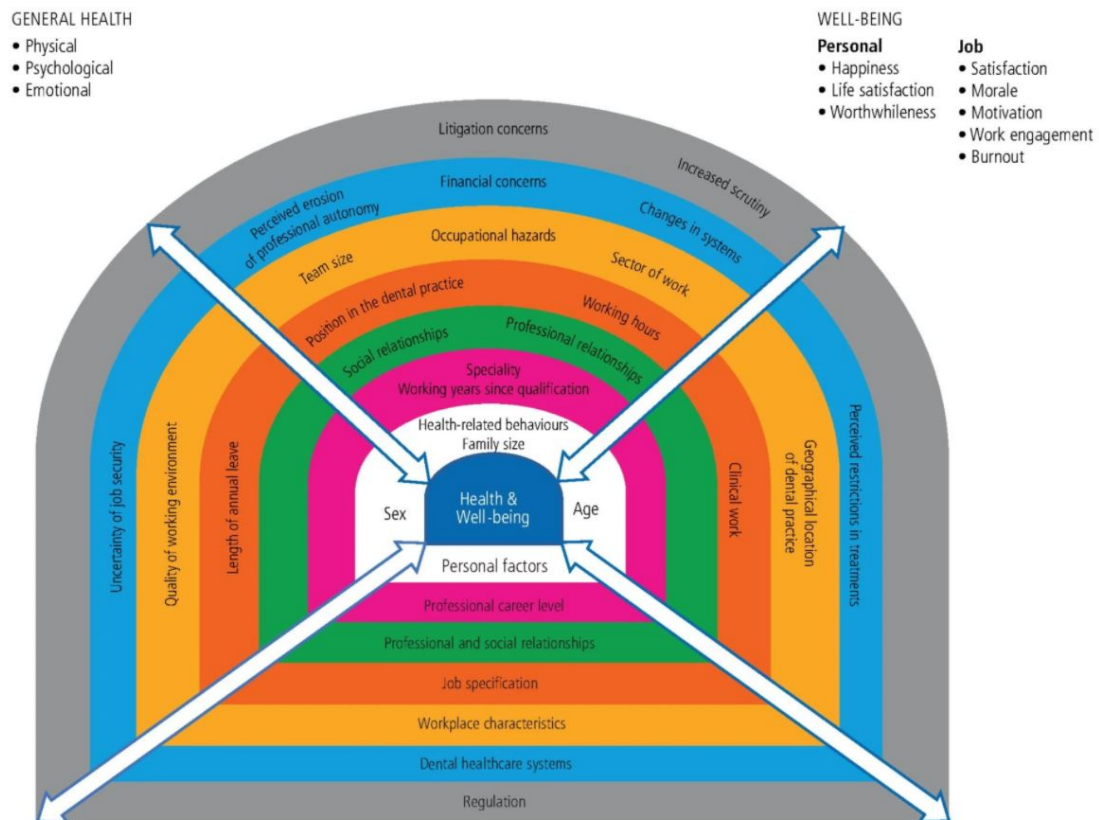 GENERAL HEALTH
• Physical
• Psychological
• Emotional
WELL-BEING
Personal
• Happiness
• Life satisfaction
• Worthwhileness
Job
• Satisfaction
• Morale
• Motivation
• Work engagement
• Burnout
Litigation concerns
Increased scrutiny
Financial concerns
Perceived erosion
of professional autonomy
Changes in systems
Occupational hazards
Team size
Sector of work
Position in the dental practice
Working hours
Social relationships
Professional relationships
Speciality
Working years since qualification
Health-related behaviours
Family size
Uncertainty of job security
Quality of working environment
Length of annual leave
Sex
Health &
Well-being
Age
Clinical work
Geographical location
of dental practice
Perceived restrictions in treatments
Personal factors
Professional career level
Professional and social relationships
Job specification
Workplace characteristics
Dental healthcare systems
Regulation